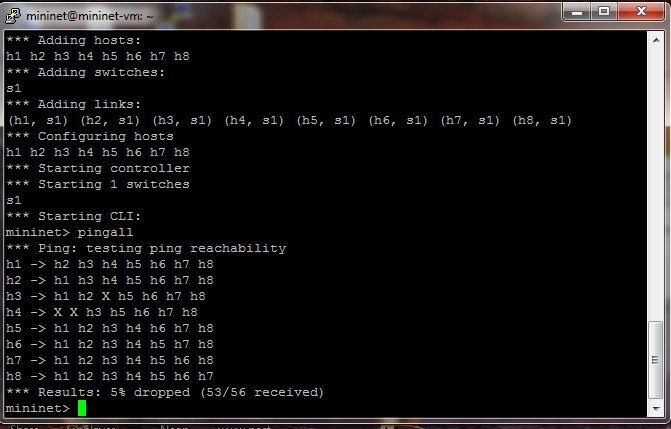 mininet@mininet-vm: ~
*** Adding hosts:
h1 h2 h3 h4 h5 h6 h7 h8
*** Adding switches:
s1
*** Adding links:
(h1, s1) (h2, s1) (h3, s1) (h4, s1) (h5, s1) (h6, s1) (h7, s1) (h8, s1)
*** Configuring hosts
h1 h2 h3 h4 h5 h6 h7 h8
*** Starting controller
*** Starting 1 switches
s1
*** Starting CLI:
mininet> pingall
*** Ping: testing ping reachability
h1 -> h2 h3 h4 h5 h6 h7 h8
h2 -> h1 h3 h4 h5 h6 h7 h8
h3 -> h1 h2 X h5 h6 h7 h8
h4 -> X X h3 h5 h6 h7 h8
h5 -> h1 h2 h3 h4 h6 h7 h8
h6 -> h1 h2 h3 h4 h5 h7 h8
h7 -> h1 h2 h3 h4 h5 h6 h8
h8 -> h1 h2 h3 h4 h5 h6 h7
*** Results: 5% dropped (53/56 received)
mininet>